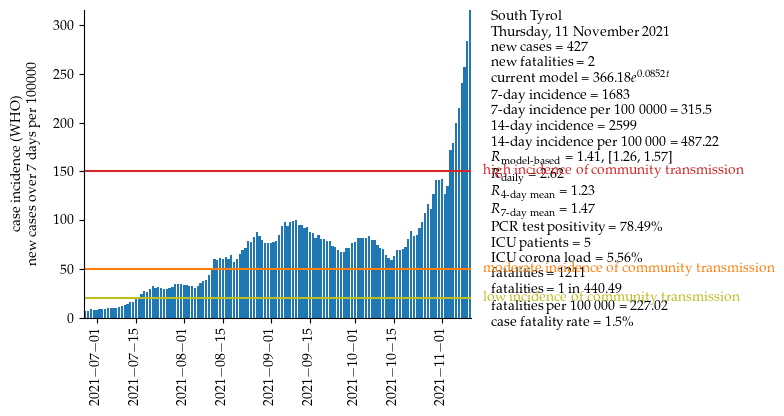 South Tyrol
Thursday, 11 November 2021
new cases = 427
new fatalities = 2
current model = 366.18e^0.0852t
7-day incidence = 1683
7-day incidence per 100 0000 = 315.5
14-day incidence = 2599
14-day incidence per 100 000 = 487.22
R model-based = 1.41, [1.26, 1.57]
R daily = 2.62
high incidence of community transmission
R 4-day mean = 1.23
R 7-day mean = 1.47
PCR test positivity = 78.49%
ICU patients = 5
ICU corona load = 5.56%
moderate incidence of community transmission
fatalities = 1211
fatalities = 1 in 440.49
low incidence of community transmission
fatalities per 100 000 = 227.02
case fatality rate = 1.5%
case incidence (WHO)
new cases over 7 days per 100000
300
250
200
150
100
50
0
2021−07−01
2021−07−15
2021−08−01
2021−08−15
2021−09−01
2021−09−15
2021−10−01
2021−10−15
2021−11−01